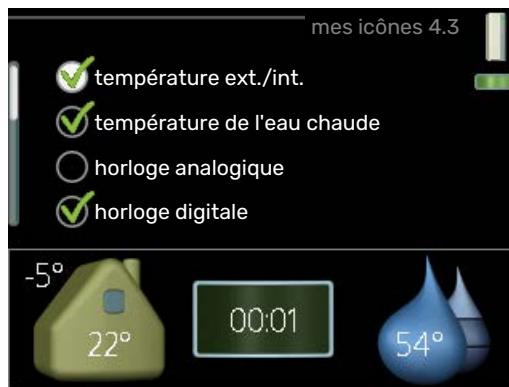 mes icônes 4.3
température ext./int.
température de l'eau chaude
horloge analogique
horloge digitale
-5°
22°
00:01
54°